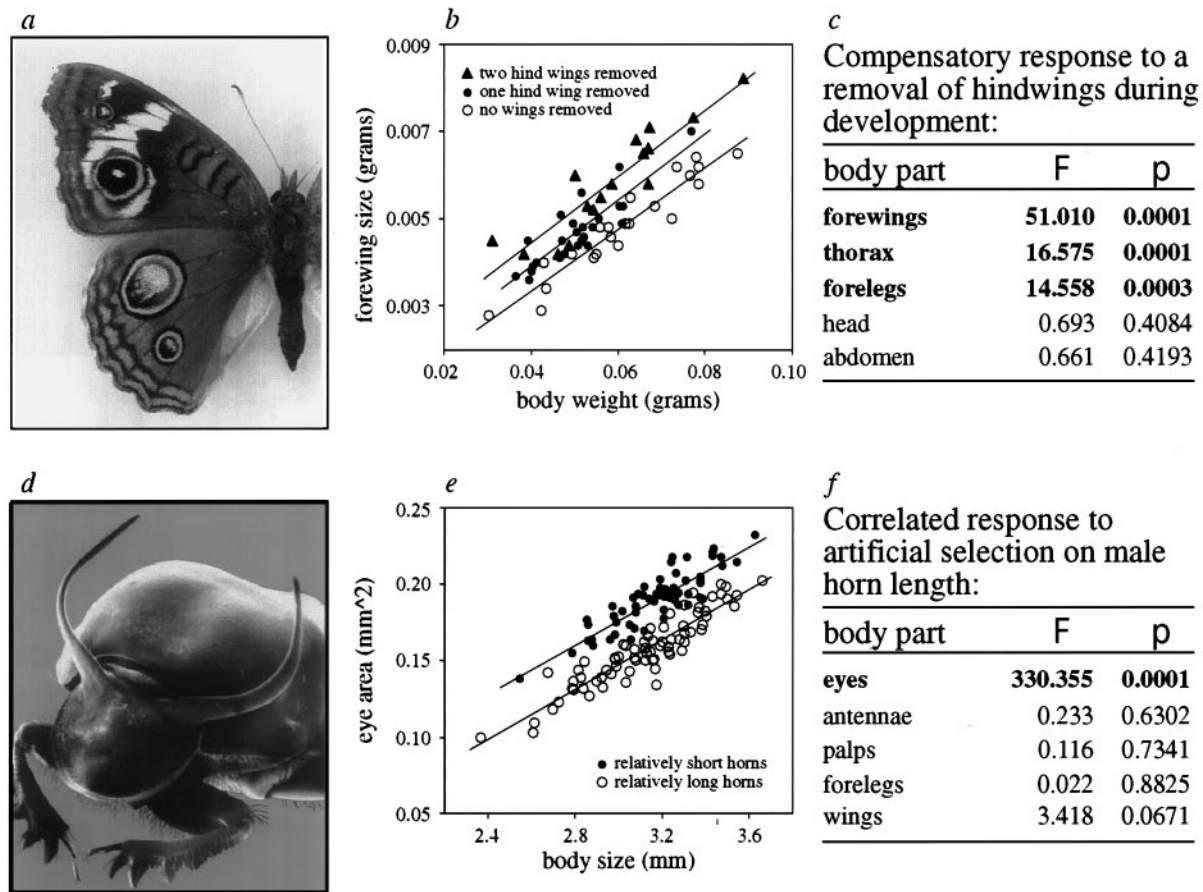 a
b
0.009
0.007
0.005
0.003
forewing size (grams)
▲ two hind wings removed
● one hind wing removed
○ no wings removed
0.02 0.04 0.06 0.08 0.10
body weight (grams)
c
Compensatory response to a
removal of hindwings during
development:
body part F p
forewings 51.010 0.0001
thorax 16.575 0.0001
forelegs 14.558 0.0003
head 0.693 0.4084
abdomen 0.661 0.4193
d
e
0.25
0.20
0.15
0.10
0.05
eye area (mm^2)
● relatively short horns
○ relatively long horns
2.4 2.8 3.2 3.6
body size (mm)
f
Correlated response to
artificial selection on male
horn length:
body part F p
eyes 330.355 0.0001
antennae 0.233 0.6302
palps 0.116 0.7341
forelegs 0.022 0.8825
wings 3.418 0.0671